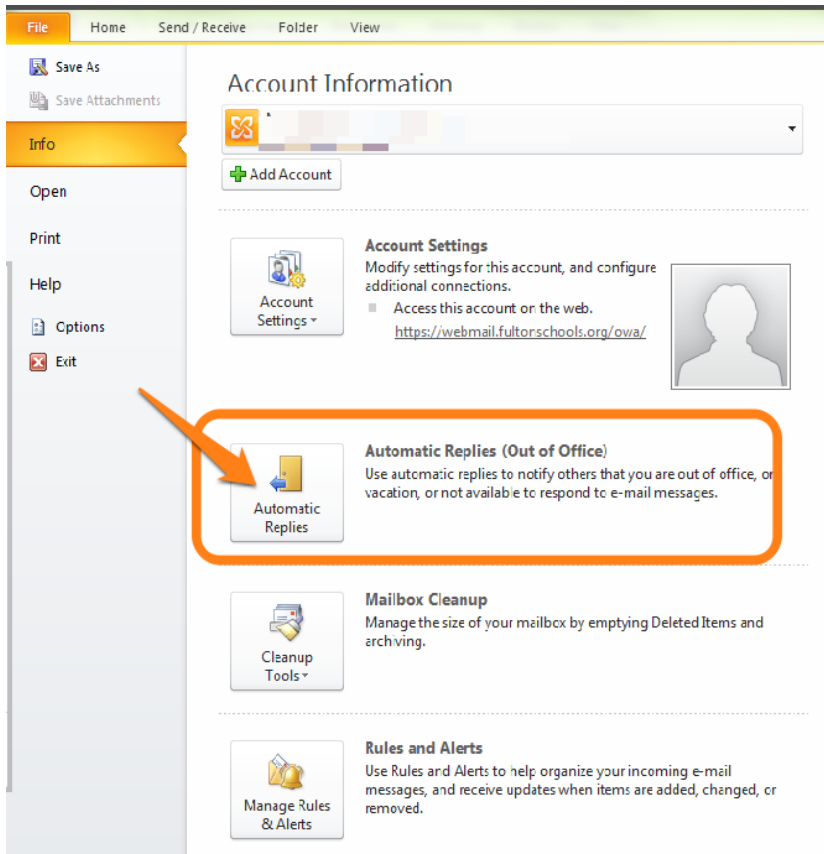 File Home Send / Receive Folder View
Save As
Save Attachments
Info
Open
Print
Help
Options
Exit
Account Information
Add Account
Account Settings
Account Settings
Modify settings for this account, and configure
additional connections.
Access this account on the web.
https://webmail.fultonschools.org/owa/
Automatic
Replies
Automatic Replies (Out of Office)
Use automatic replies to notify others that you are out of office, or
vacation, or not available to respond to e-mail messages.
Cleanup
Tools
Mailbox Cleanup
Manage the size of your mailbox by emptying Deleted Items and
archiving.
Manage Rules
& Alerts
Rules and Alerts
Use Rules and Alerts to help organize your incoming e-mail
messages, and receive updates when items are added, changed, or
removed.